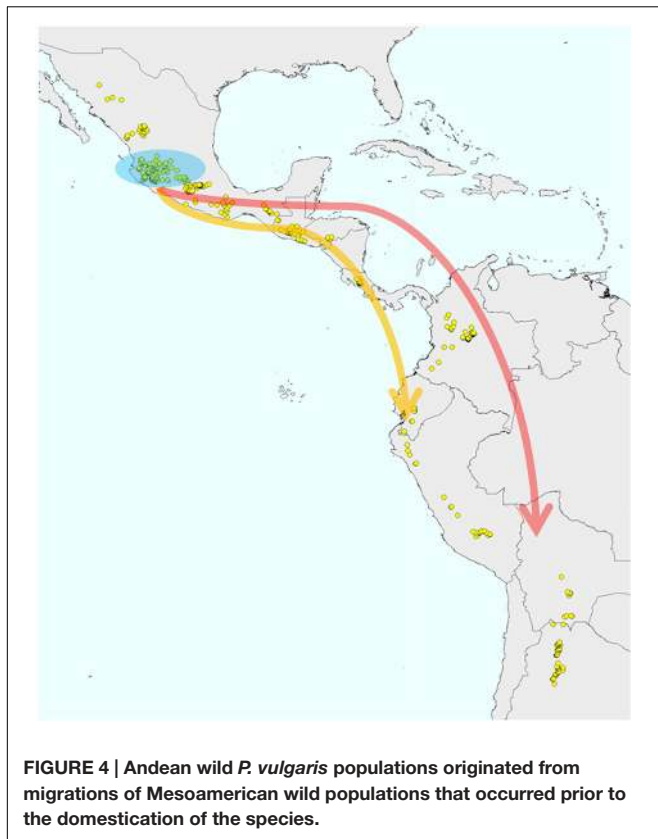 FIGURE 4 | Andean wild P. vulgaris populations originated from
migrations of Mesoamerican wild populations that occurred prior to
the domestication of the species.